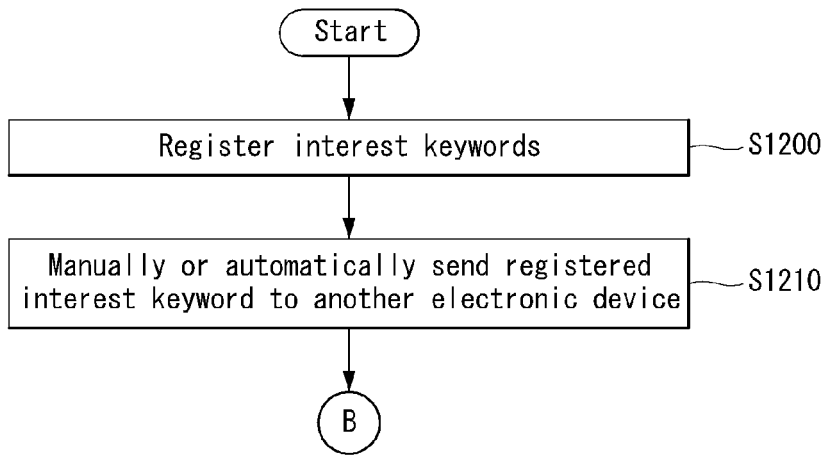 Start
Register interest keywords
S1200
Manually or automatically send registered
interest keyword to another electronic device
S1210
B